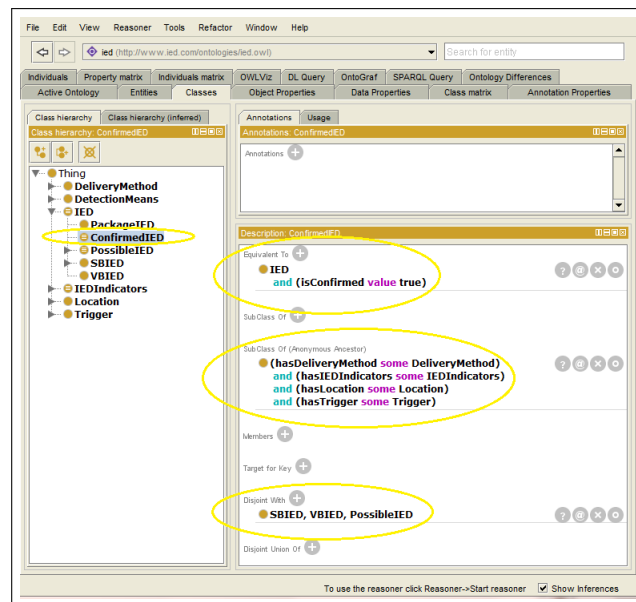 File Edit View Reasoner Tools Refactor Window Help
ied (http://www.ied.com/ontologies/ied.owl)
Search for entity
Individuals Property matrix Individuals matrix OWLViz DL Query OntoGraf SPARQL Query Ontology Differences
Active Ontology Entities Classes Object Properties Data Properties Class matrix Annotation Properties
Class hierarchy Class hierarchy (inferred)
Class hierarchy: ConfirmedIED
Thing
DeliveryMethod
DetectionMeans
IED
PackageIED
ConfirmedIED
PossibleIED
SBIED
VBIED
IEDIndicators
Location
Trigger
Annotations Usage
Annotations: ConfirmedIED
Annotations
Description: ConfirmedIED
Equivalent To
IED
and (isConfirmed value true)
SubClass Of
SubClass Of (Anonymous Ancestor)
(hasDeliveryMethod some DeliveryMethod)
and (hasIEDIndicators some IEDIndicators)
and (hasLocation some Location)
and (hasTrigger some Trigger)
Members
Target for Key
Disjoint With
SBIED, VBIED, PossibleIED
Disjoint Union Of
To use the reasoner click Reasoner->Start reasoner Show Inferences